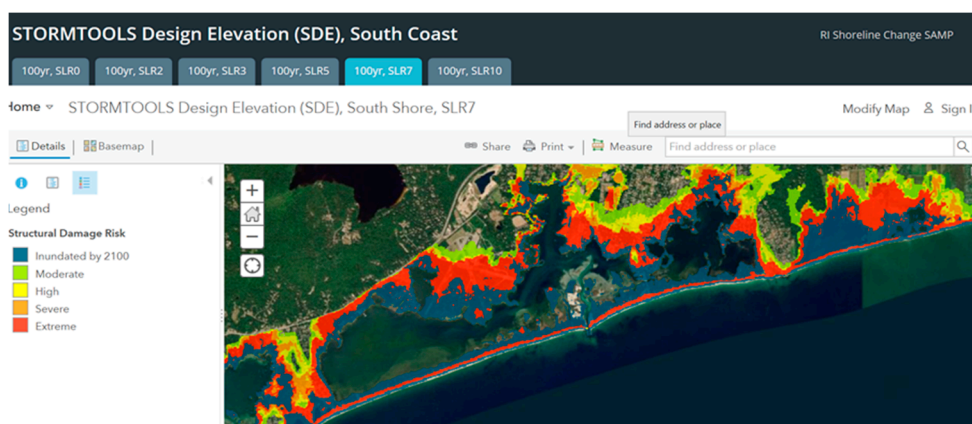 STORMTOOLS Design Elevation (SDE), South Coast
RI Shoreline Change SAMP
100yr, SLR0
100yr, SLR2
100yr, SLR3
100yr, SLR5
100yr, SLR7
100yr, SLR10
Home
STORMTOOLS Design Elevation (SDE), South Shore, SLR7
Modify Map
Sign I
Find address or place
Details
Basemap
Share
Print
Measure
Find address or place
Legend
Structural Damage Risk
Inundated by 2100
Moderate
High
Severe
Extreme